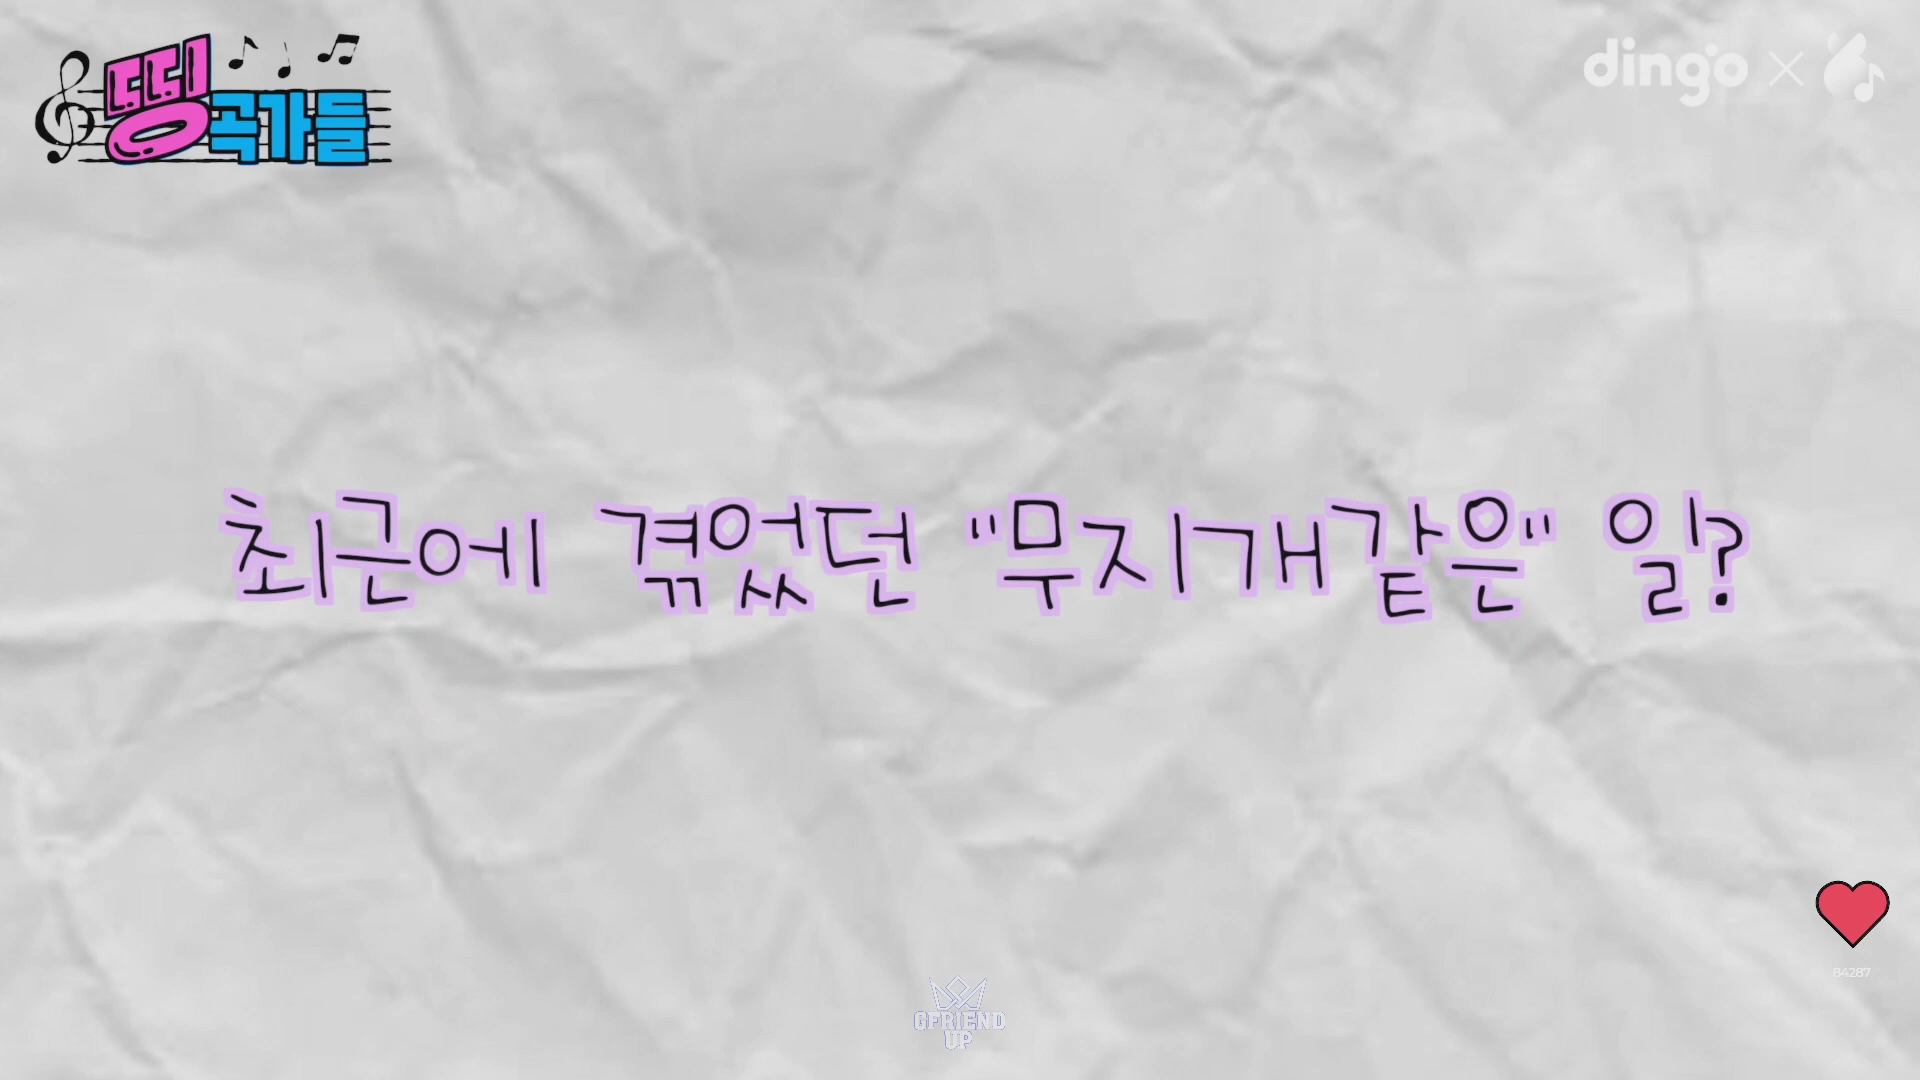 띵곡가들
dingo ×
최근에 겪었던 "무지개같은" 일?
84287
GFRIEND
UP